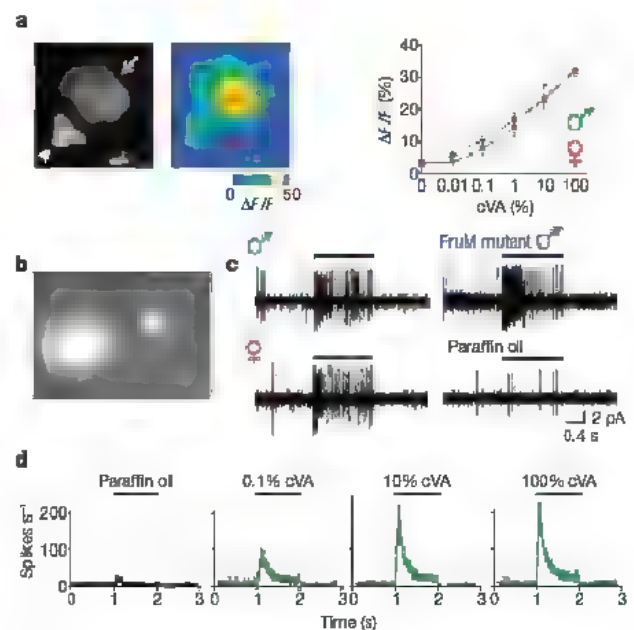 a
40
30
20
10
0
ΔF/F (%)
0 0.01 0.1 1 10 100
cVA (%)
♂
♀
0 50
ΔF/F
b
c
♂
FruM mutant ♂
♀
Paraffin oil
2 pA
0.4 s
d
Paraffin oil
0.1% cVA
10% cVA
100% cVA
Spikes s⁻¹
200
100
0
0 1 2 3
0 1 2 3
0 1 2 3
0 1 2 3
Time (s)